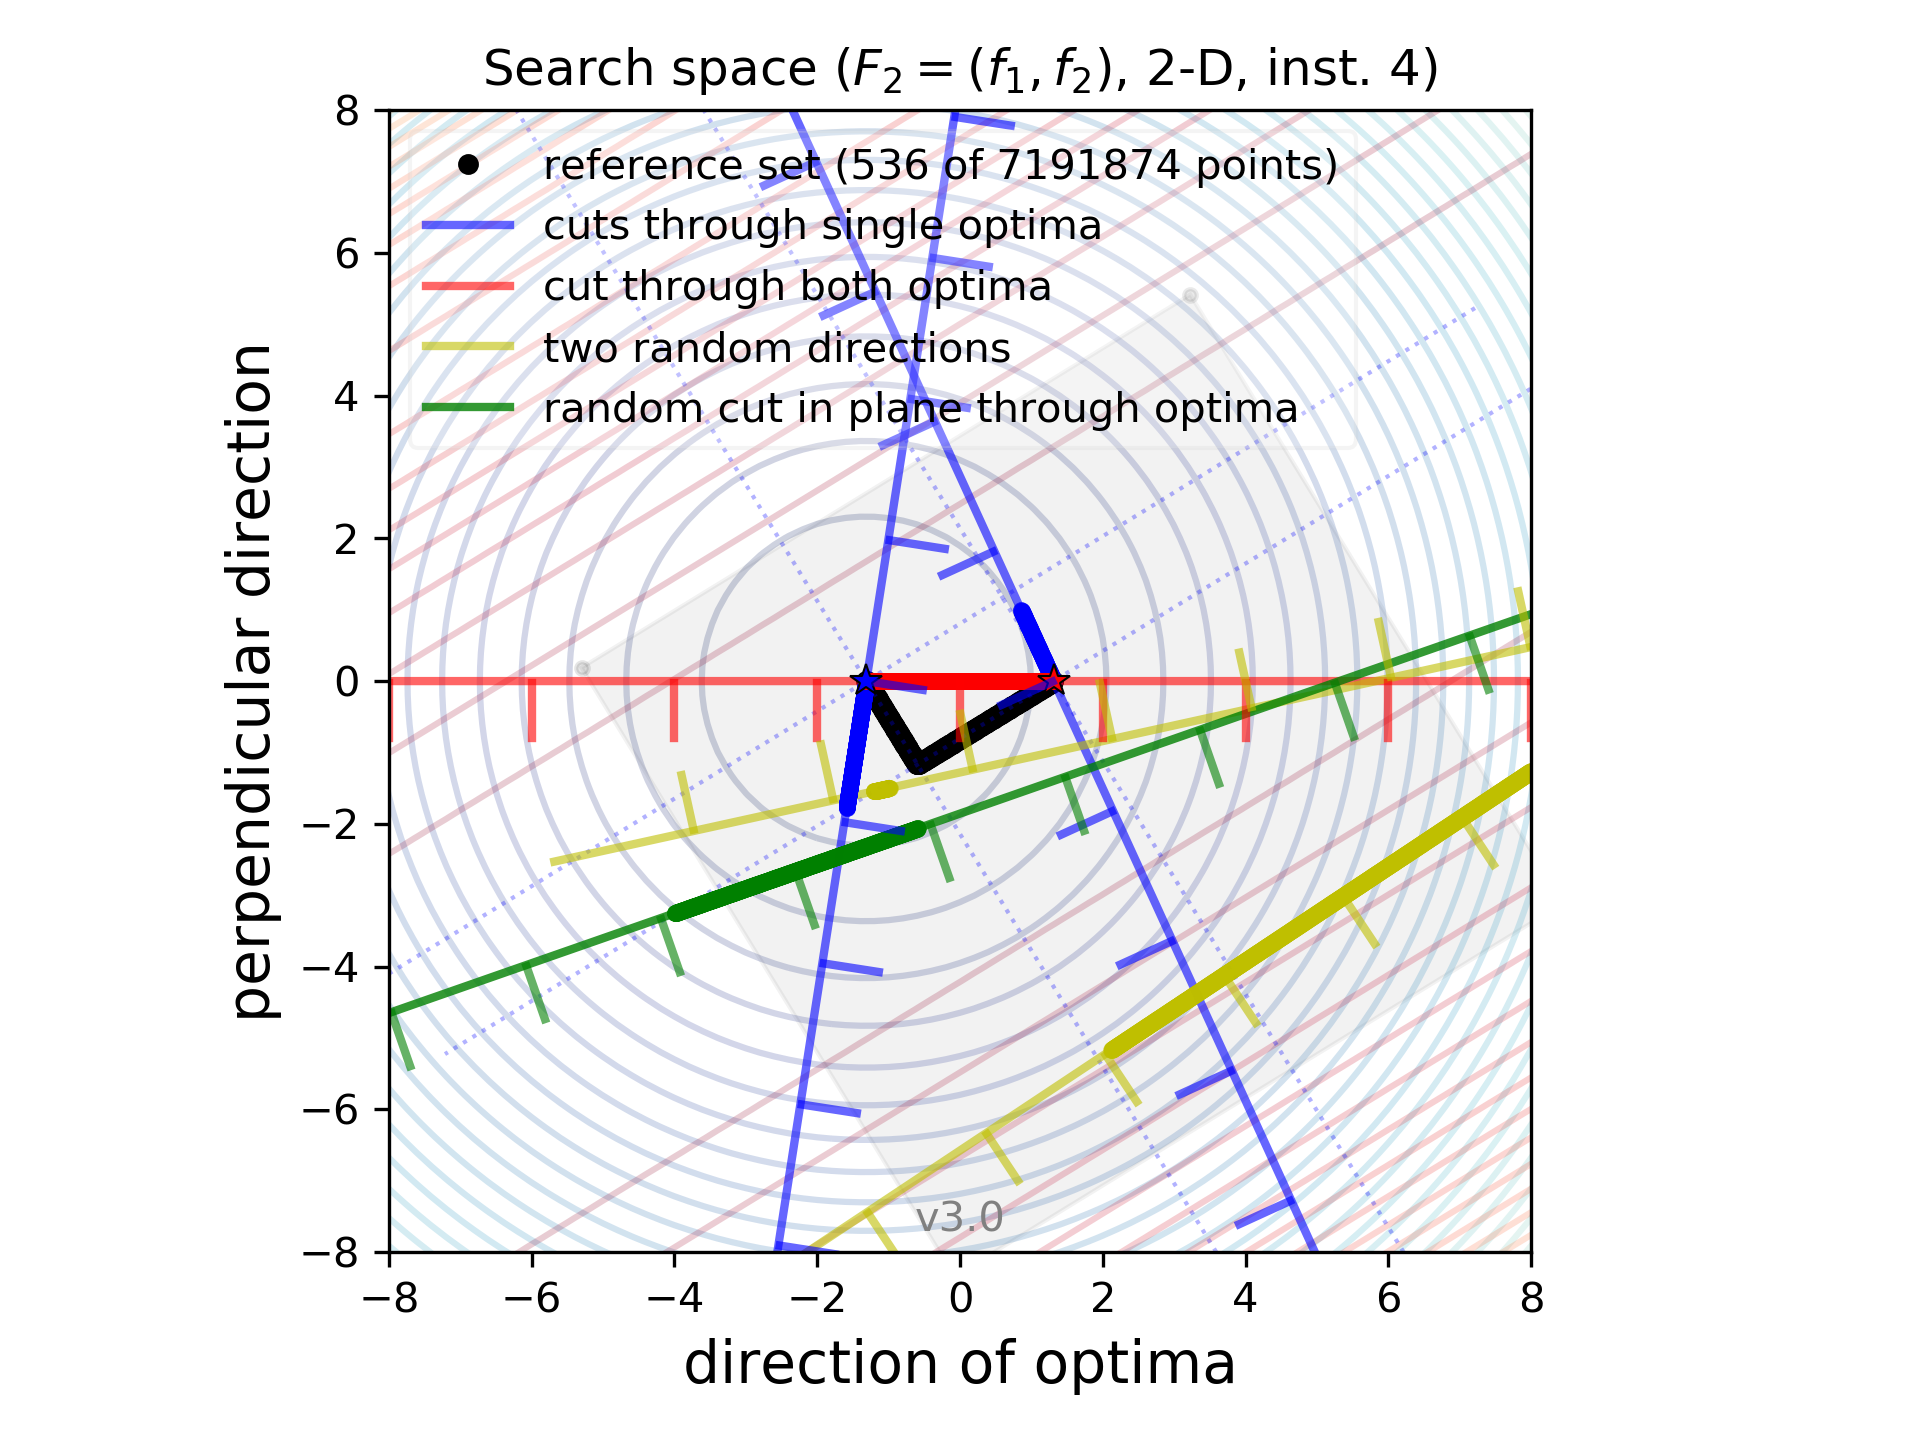 Search space (F₂ = (f₁, f₂), 2-D, inst. 4)
reference set (536 of 7191874 points)
cuts through single optima
cut through both optima
two random directions
random cut in plane through optima
8
6
4
2
0
−2
−4
−6
−8
perpendicular direction
v3.0
−8 −6 −4 −2 0 2 4 6 8
direction of optima